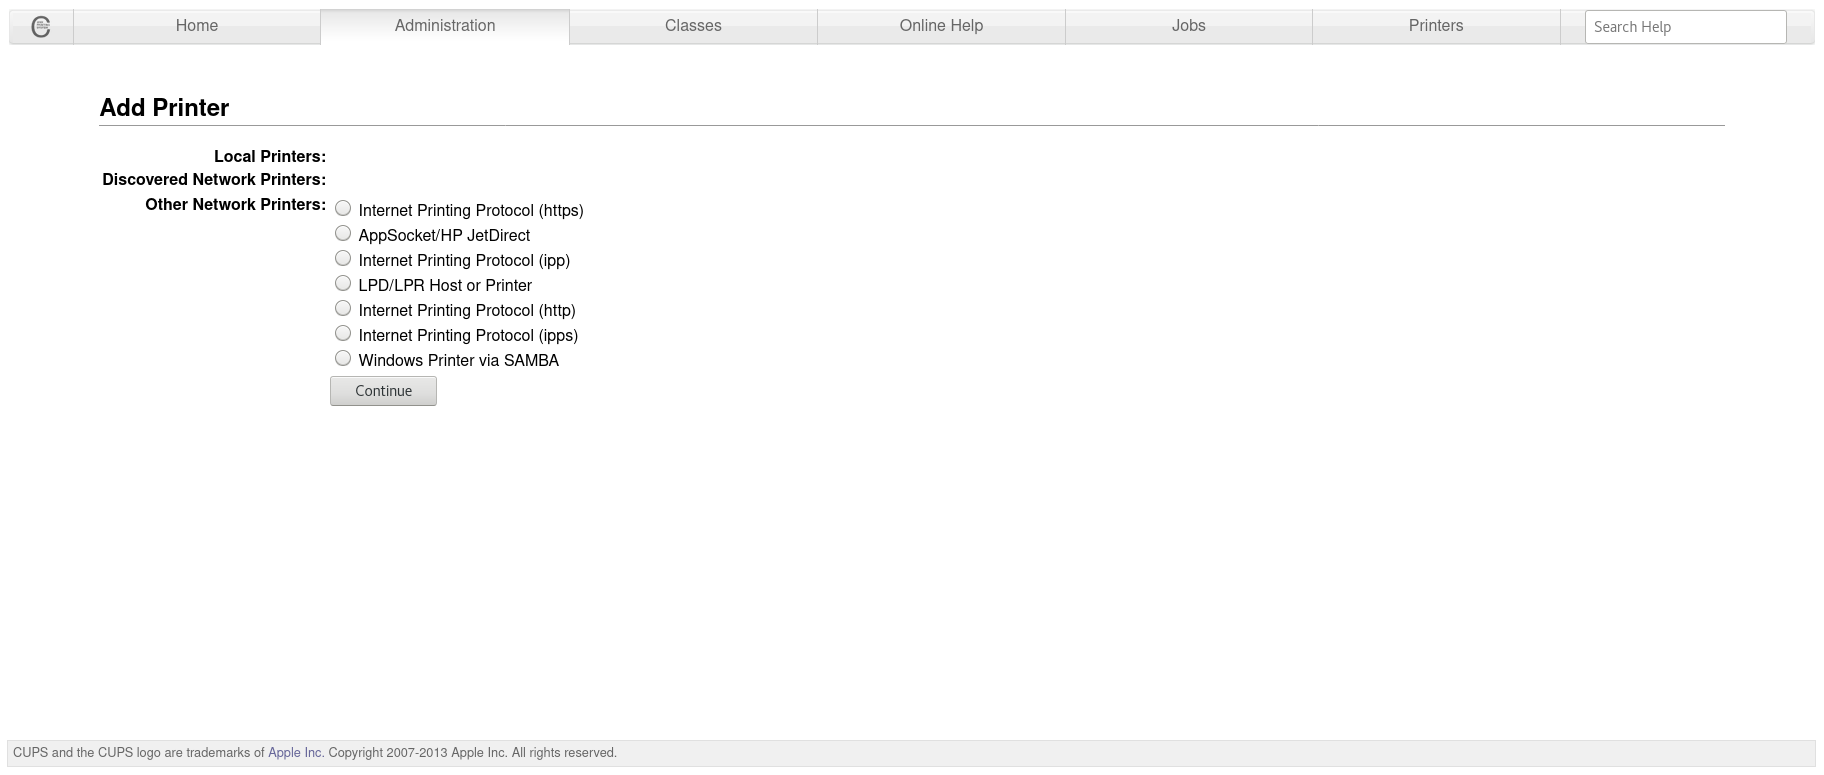 Home Administration Classes Online Help Jobs Printers Search Help
Add Printer
Local Printers:
Discovered Network Printers:
Other Network Printers: Internet Printing Protocol (https)
AppSocket/HP JetDirect
Internet Printing Protocol (ipp)
LPD/LPR Host or Printer
Internet Printing Protocol (http)
Internet Printing Protocol (ipps)
Windows Printer via SAMBA
Continue
CUPS and the CUPS logo are trademarks of Apple Inc. Copyright 2007-2013 Apple Inc. All rights reserved.